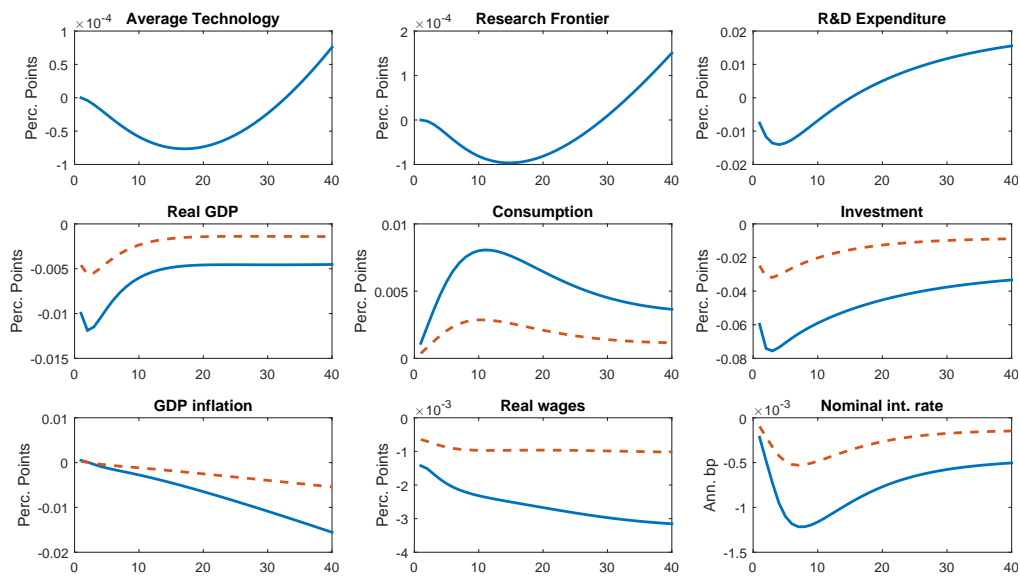 Average Technology
×10^-4
Perc. Points
1
0.5
0
-0.5
-1
0 10 20 30 40
Research Frontier
×10^-4
Perc. Points
2
1
0
-1
0 10 20 30 40
R&D Expenditure
Perc. Points
0.02
0.01
0
-0.01
-0.02
0 10 20 30 40
Real GDP
Perc. Points
0
-0.005
-0.01
-0.015
0 10 20 30 40
Consumption
Perc. Points
0.01
0.005
0
0 10 20 30 40
Investment
Perc. Points
0
-0.02
-0.04
-0.06
-0.08
0 10 20 30 40
GDP inflation
Perc. Points
0.01
0
-0.01
-0.02
0 10 20 30 40
Real wages
×10^-3
Perc. Points
0
-1
-2
-3
-4
0 10 20 30 40
Nominal int. rate
×10^-3
Ann. bp
0
-0.5
-1
-1.5
0 10 20 30 40